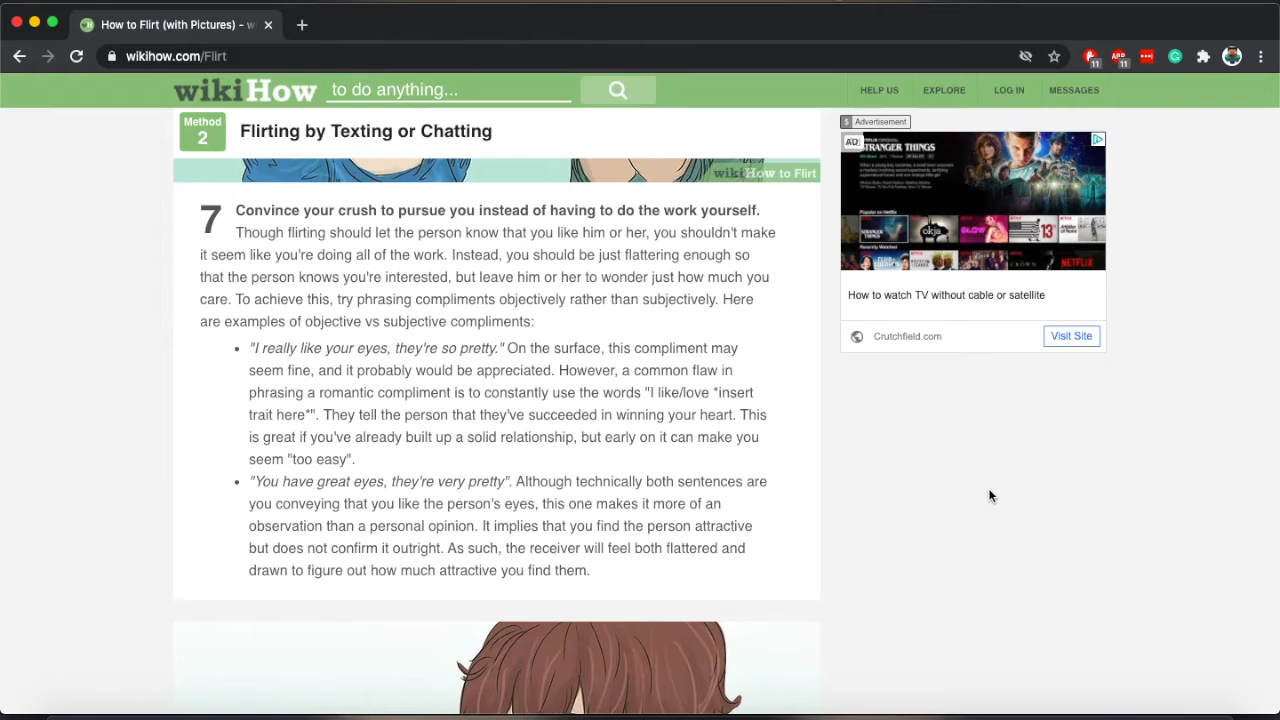 How to Flirt (with Pictures) - w
wikihow.com/Flirt
11
11
wikiHow to do anything...
HELP US EXPLORE LOG IN MESSAGES
Method
2
Flirting by Texting or Chatting
wikiHow to Flirt
7 Convince your crush to pursue you instead of having to do the work yourself.
Though flirting should let the person know that you like him or her, you shouldn't make
it seem like you're doing all of the work. Instead, you should be just flattering enough so
that the person knows you're interested, but leave him or her to wonder just how much you
care. To achieve this, try phrasing compliments objectively rather than subjectively. Here
are examples of objective vs subjective compliments:
• "I really like your eyes, they're so pretty." On the surface, this compliment may
seem fine, and it probably would be appreciated. However, a common flaw in
phrasing a romantic compliment is to constantly use the words "I like/love *insert
trait here*". They tell the person that they've succeeded in winning your heart. This
is great if you've already built up a solid relationship, but early on it can make you
seem "too easy".
• "You have great eyes, they're very pretty". Although technically both sentences are
you conveying that you like the person's eyes, this one makes it more of an
observation than a personal opinion. It implies that you find the person attractive
but does not confirm it outright. As such, the receiver will feel both flattered and
drawn to figure out how much attractive you find them.
$ Advertisement
AD
STRANGER THINGS
Popular on Netflix
STRANGER THINGS
okja
GLOW
13
Recently Watched
CROWN
NETFLIX
How to watch TV without cable or satellite
Crutchfield.com
Visit Site